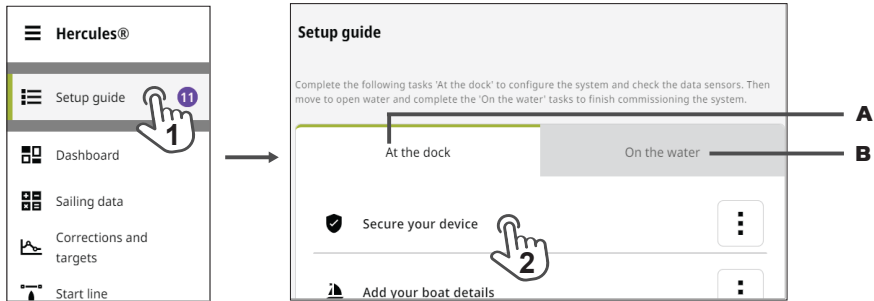 Hercules®
Setup guide
11
1
Dashboard
Sailing data
Corrections and
targets
Start line
Setup guide
Complete the following tasks 'At the dock' to configure the system and check the data sensors. Then
move to open water and complete the 'On the water' tasks to finish commissioning the system.
At the dock
On the water
A
B
Secure your device
2
Add your boat details